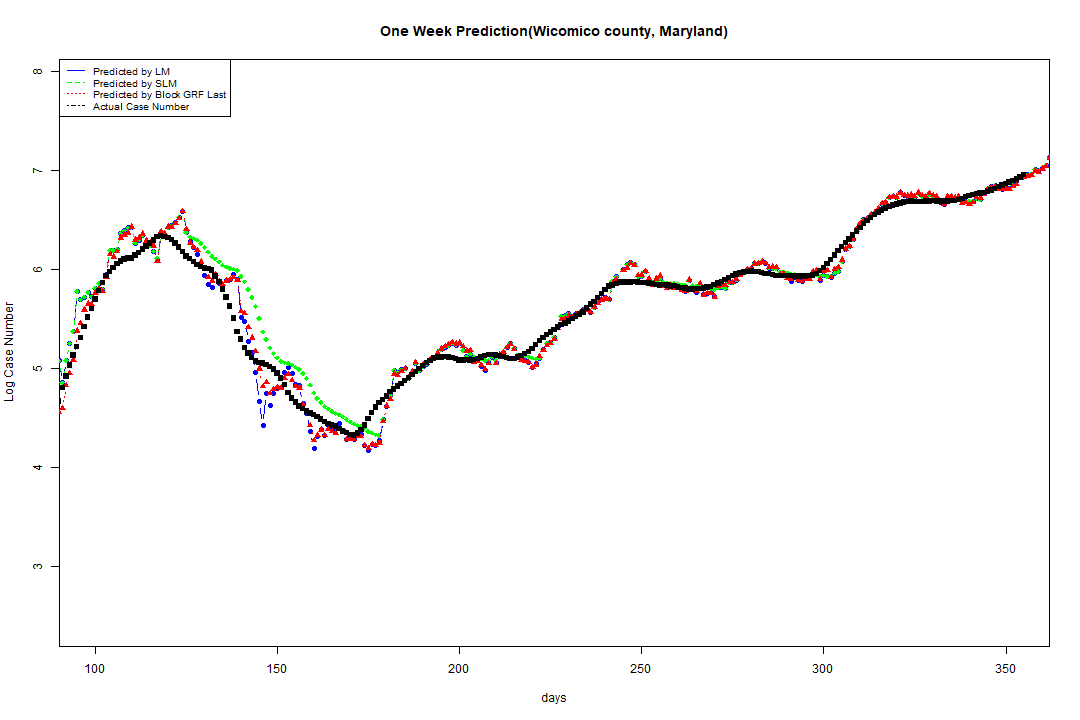 One Week Prediction(Wicomico county, Maryland)
Predicted by LM
Predicted by SLM
Predicted by Block GRF Last
Actual Case Number
8
7
6
5
4
3
Log Case Number
100 150 200 250 300 350
days